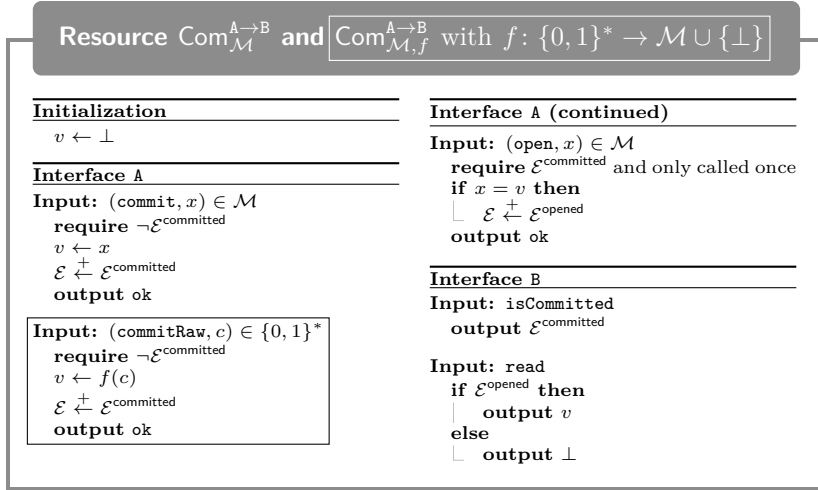 Resource Com_M^{A→B} and Com_{M,f}^{A→B} with f: {0, 1}* → M ∪ {⊥}
Initialization
v ← ⊥
Interface A
Input: (commit, x) ∈ M
require ¬ℰ^committed
v ← x
ℰ ←⁺ ℰ^committed
output ok
Input: (commitRaw, c) ∈ {0, 1}*
require ¬ℰ^committed
v ← f(c)
ℰ ←⁺ ℰ^committed
output ok
Interface A (continued)
Input: (open, x) ∈ M
require ℰ^committed and only called once
if x = v then
ℰ ←⁺ ℰ^opened
output ok
Interface B
Input: isCommitted
output ℰ^committed
Input: read
if ℰ^opened then
output v
else
output ⊥